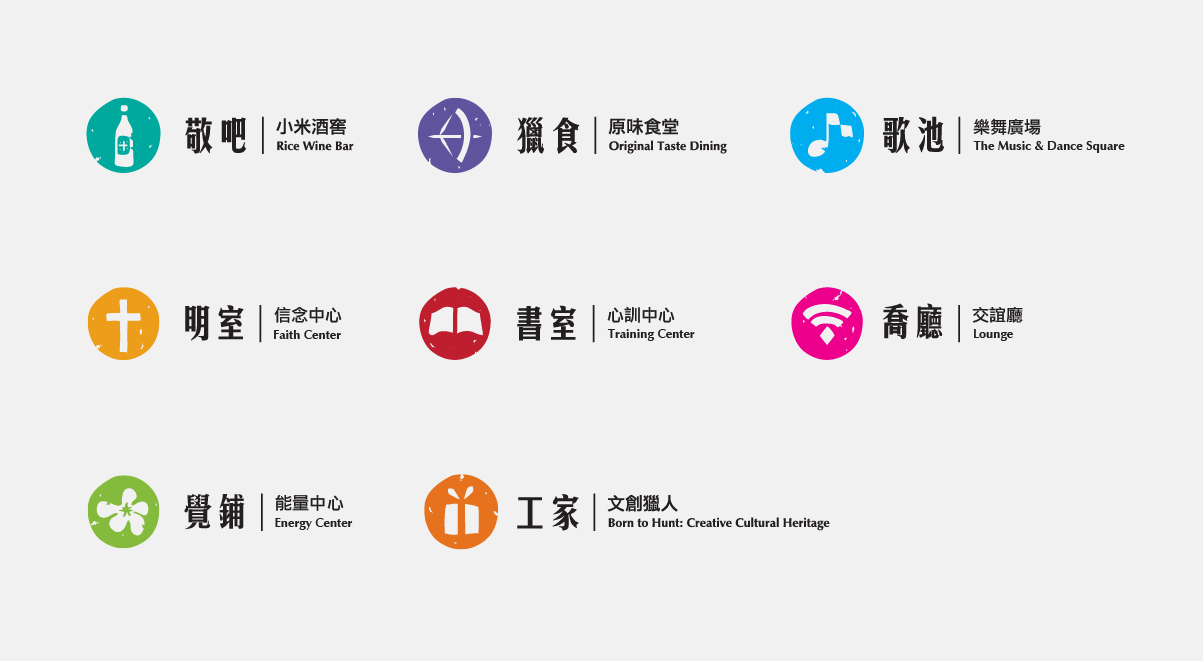 敬吧
小米酒窖
Rice Wine Bar
獵食
原味食堂
Original Taste Dining
歌池
樂舞廣場
The Music & Dance Square
明室
信念中心
Faith Center
書室
心訓中心
Training Center
喬廳
交誼廳
Lounge
覺鋪
能量中心
Energy Center
工家
文創獵人
Born to Hunt: Creative Cultural Heritage